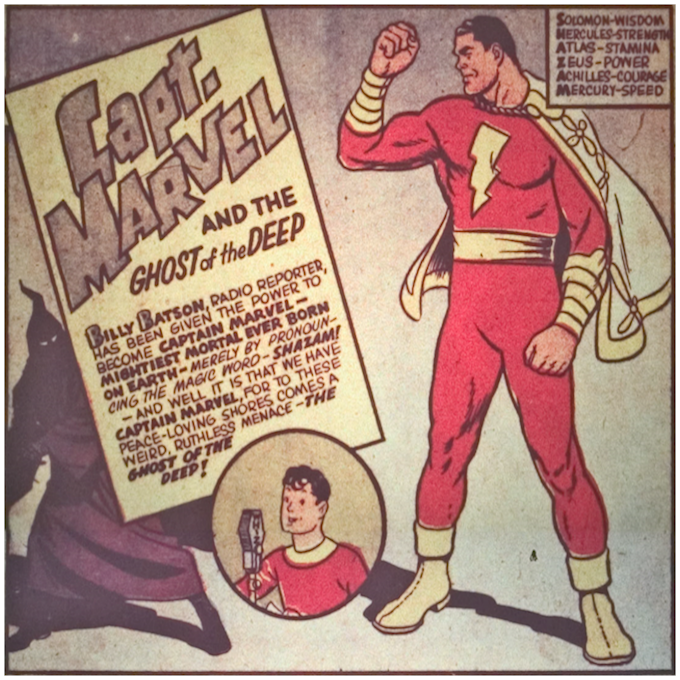 Capt.
MARVEL
AND THE
GHOST of the DEEP
BILLY BATSON, RADIO REPORTER,
HAS BEEN GIVEN THE POWER TO
BECOME CAPTAIN MARVEL —
MIGHTIEST MORTAL EVER BORN
ON EARTH — MERELY BY PRONOUN-
CING THE MAGIC WORD - SHAZAM!
— AND WELL IT IS THAT WE HAVE
CAPTAIN MARVEL, FOR TO THESE
PEACE-LOVING SHORES COMES A
WEIRD, RUTHLESS MENACE - THE
GHOST OF THE
DEEP!
SOLOMON-WISDOM
HERCULES-STRENGTH
ATLAS-STAMINA
ZEUS-POWER
ACHILLES-COURAGE
MERCURY-SPEED